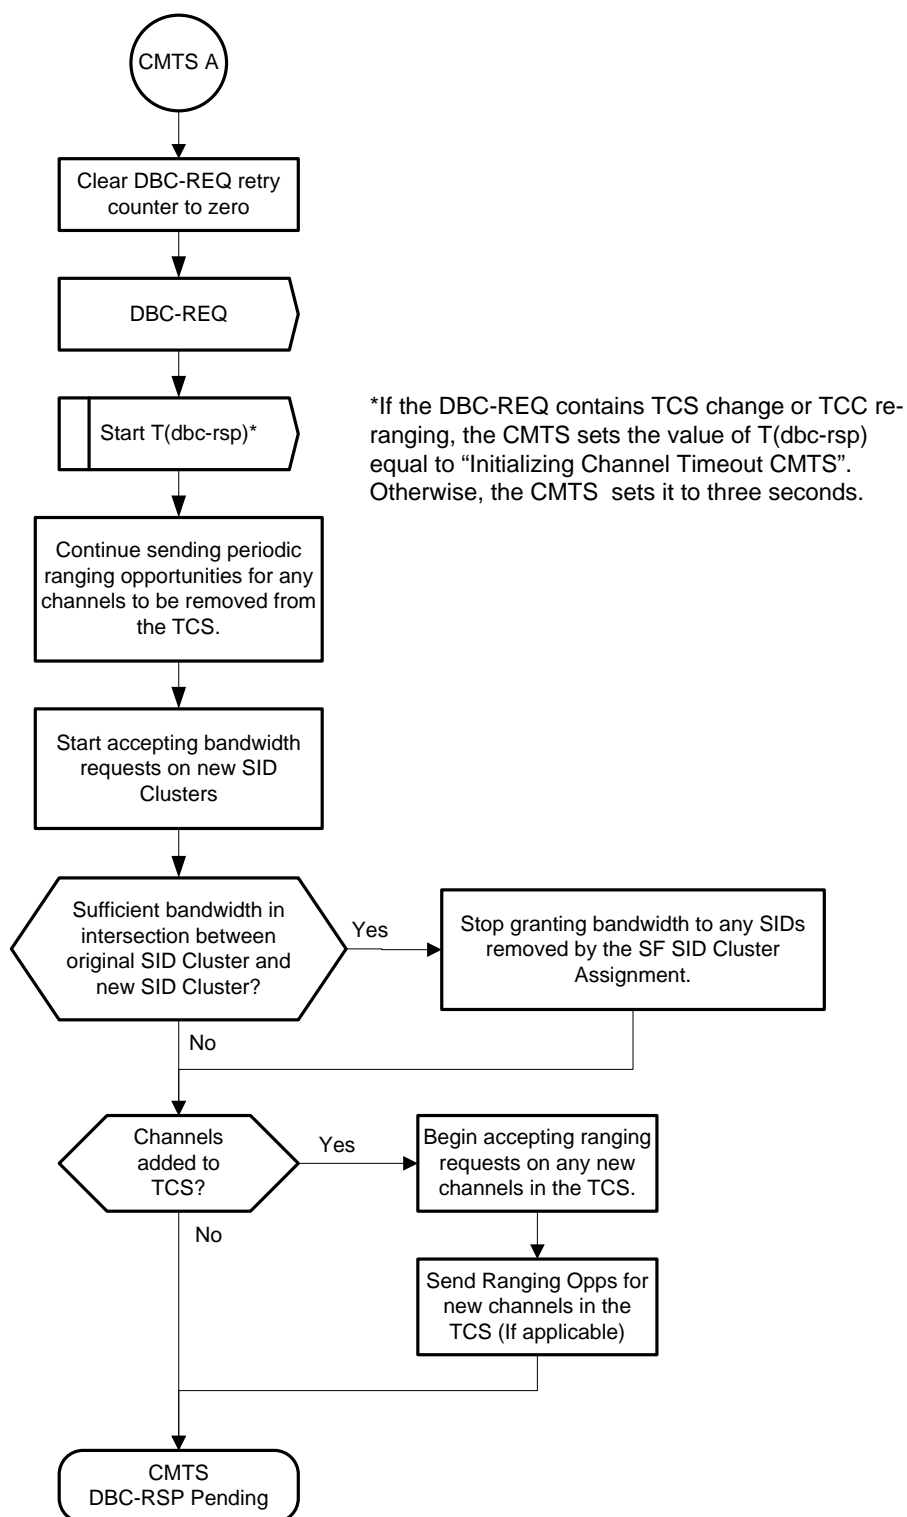 CMTS A
Clear DBC-REQ retry
counter to zero
DBC-REQ
Start T(dbc-rsp)*
*If the DBC-REQ contains TCS change or TCC re-
ranging, the CMTS sets the value of T(dbc-rsp)
equal to “Initializing Channel Timeout CMTS”.
Otherwise, the CMTS  sets it to three seconds.
Continue sending periodic
ranging opportunities for any
channels to be removed from
the TCS.
Start accepting bandwidth
requests on new SID
Clusters
Sufficient bandwidth in
intersection between
original SID Cluster and
new SID Cluster?
Yes
Stop granting bandwidth to any SIDs
removed by the SF SID Cluster
Assignment.
No
Channels
added to
TCS?
Yes
Begin accepting ranging
requests on any new
channels in the TCS.
No
Send Ranging Opps for
new channels in the
TCS (If applicable)
CMTS
DBC-RSP Pending